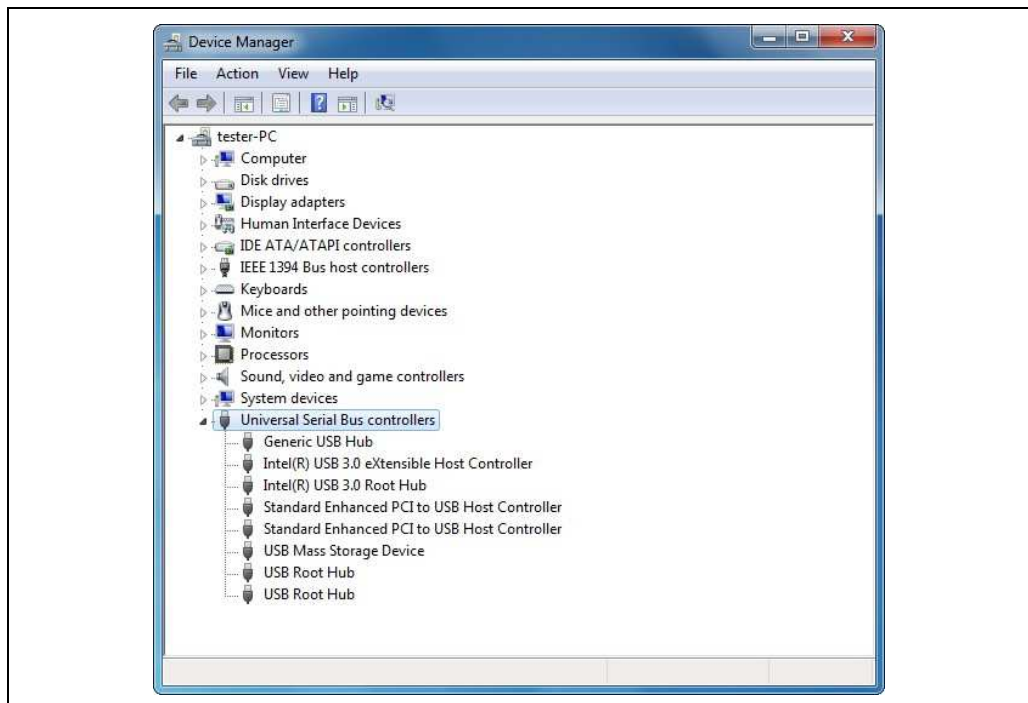 Device Manager
File Action View Help
tester-PC
Computer
Disk drives
Display adapters
Human Interface Devices
IDE ATA/ATAPI controllers
IEEE 1394 Bus host controllers
Keyboards
Mice and other pointing devices
Monitors
Processors
Sound, video and game controllers
System devices
Universal Serial Bus controllers
Generic USB Hub
Intel(R) USB 3.0 eXtensible Host Controller
Intel(R) USB 3.0 Root Hub
Standard Enhanced PCI to USB Host Controller
Standard Enhanced PCI to USB Host Controller
USB Mass Storage Device
USB Root Hub
USB Root Hub